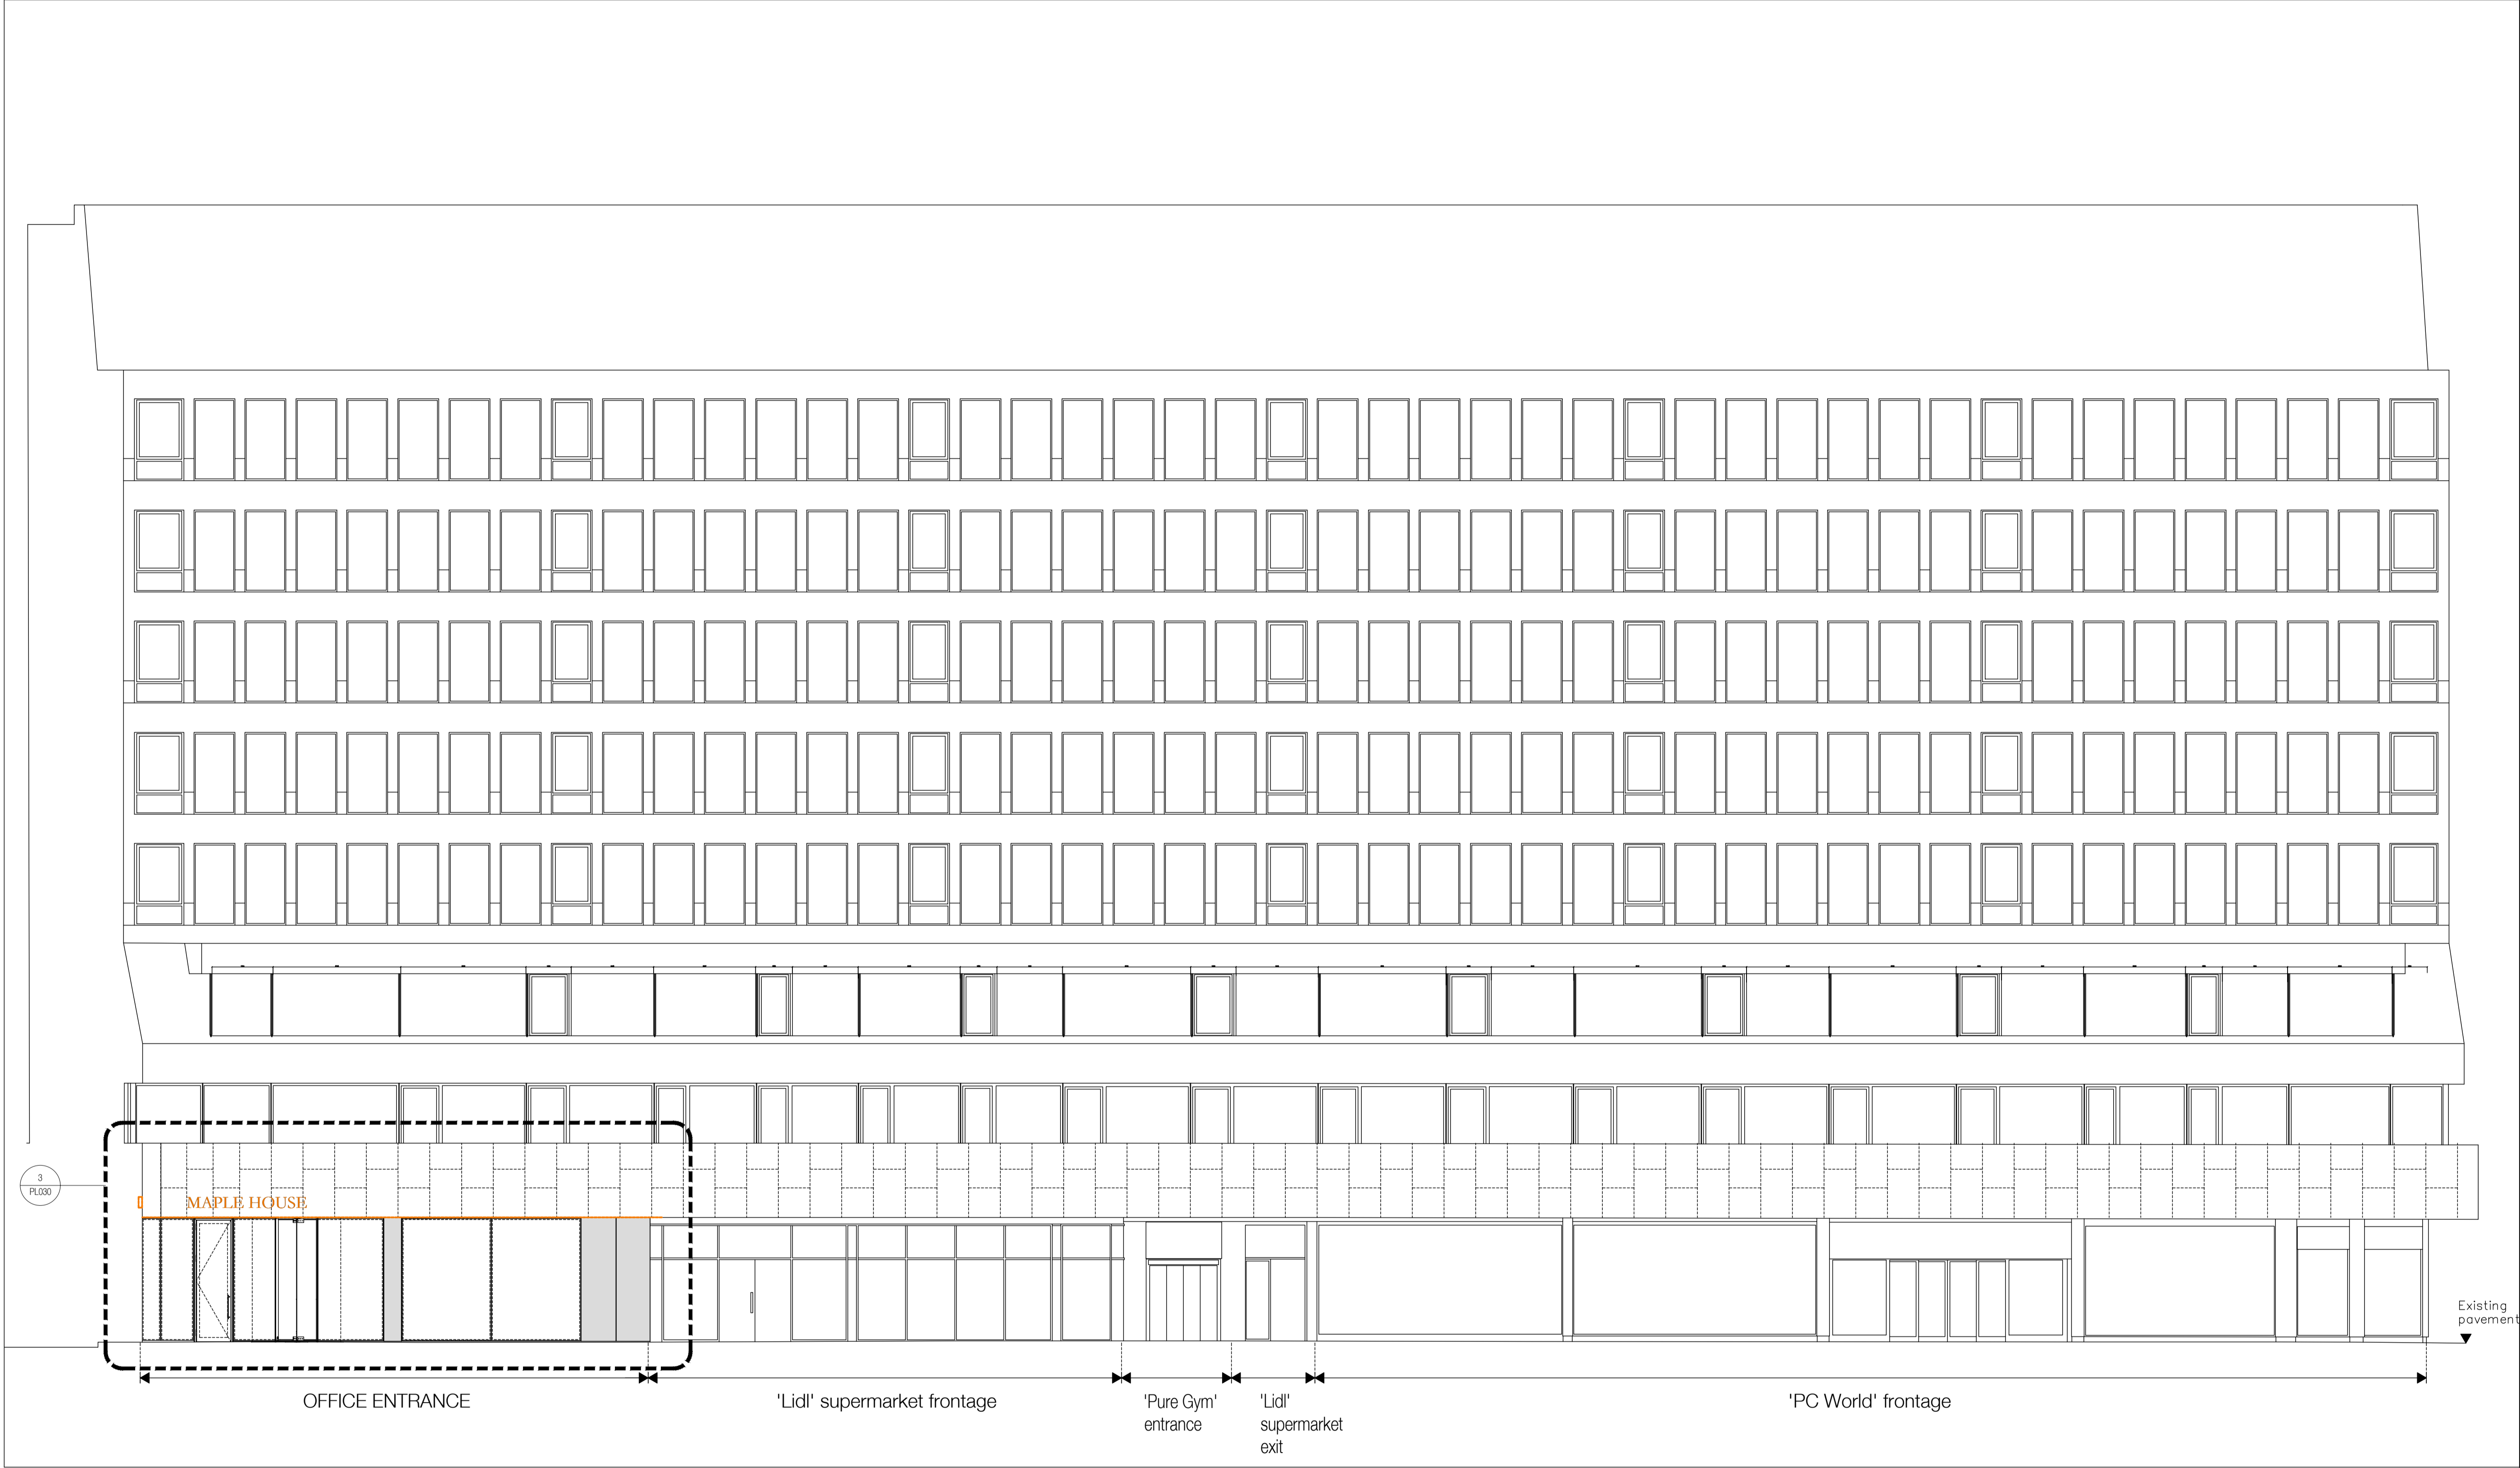 3
PL030
MAPLE HOUSE
Existing
pavement
OFFICE ENTRANCE
'Lidl' supermarket frontage
'Pure Gym'
entrance
'Lidl'
supermarket
exit
'PC World' frontage